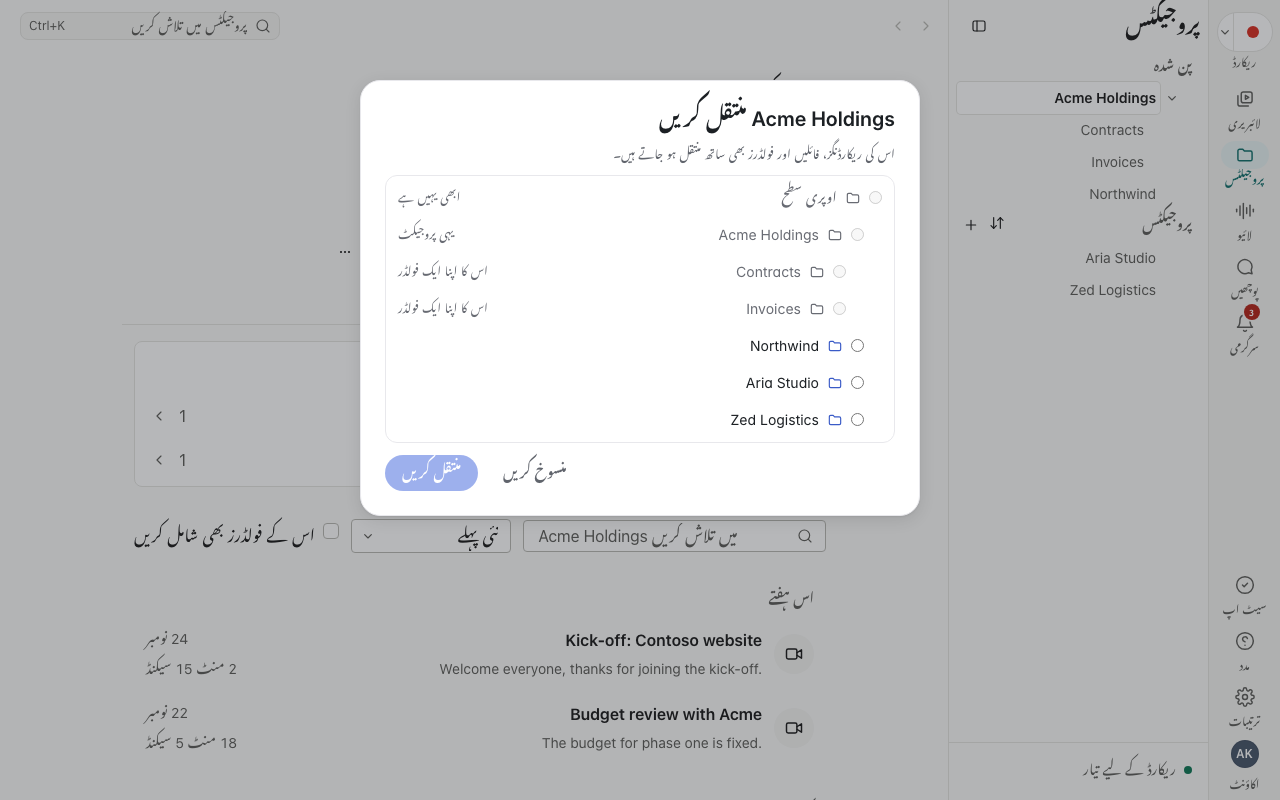 ریکارڈ
لائبریری
پروجیکٹس
لائیو
پوچھیں
3
سرگرمی
سیٹ اپ
مدد
ترتیبات
AK
اکاؤنٹ
پروجیکٹس
پن شدہ
Acme Holdings
Contracts
Invoices
Northwind
پروجیکٹس
Aria Studio
Zed Logistics
ریکارڈ کے لیے تیار
پروجیکٹس میں تلاش کریں Ctrl+K
Acme Holdings منتقل کریں
اس کی ریکارڈنگز، فائلیں اور فولڈرز بھی ساتھ منتقل ہو جاتے ہیں۔
اوپری سطح ابھی یہیں ہے
Acme Holdings یہی پروجیکٹ
Contracts اس کا اپنا ایک فولڈر
Invoices اس کا اپنا ایک فولڈر
Northwind
Aria Studio
Zed Logistics
منسوخ کریں منتقل کریں
...
1
1
Acme Holdings میں تلاش کریں
نئی پہلے
اس کے فولڈرز بھی شامل کریں
اس ہفتے
Kick-off: Contoso website 24 نومبر
Welcome everyone, thanks for joining the kick-off. 2 منٹ 15 سیکنڈ
Budget review with Acme 22 نومبر
The budget for phase one is fixed. 18 منٹ 5 سیکنڈ